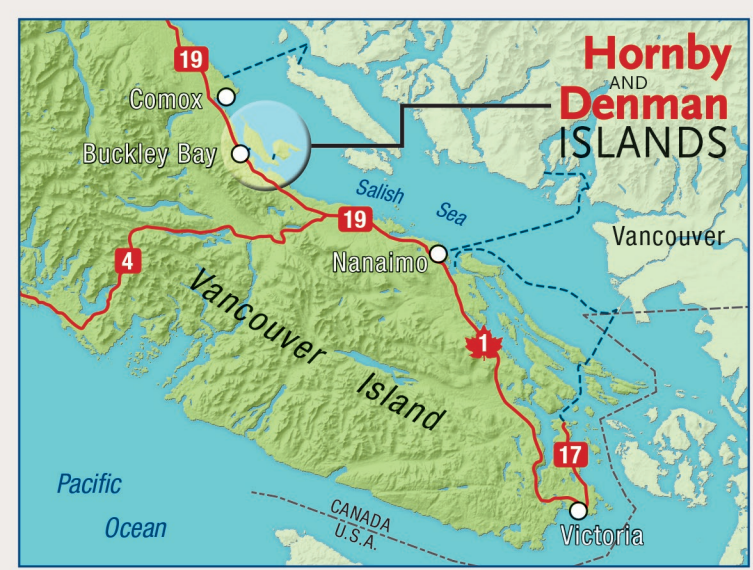 Hornby
AND
Denman
ISLANDS
19
Comox
Buckley Bay
Salish
Sea
19
Vancouver
Nanaimo
4
Vancouver
Island
1
17
Pacific
Ocean
CANADA
U.S.A.
Victoria